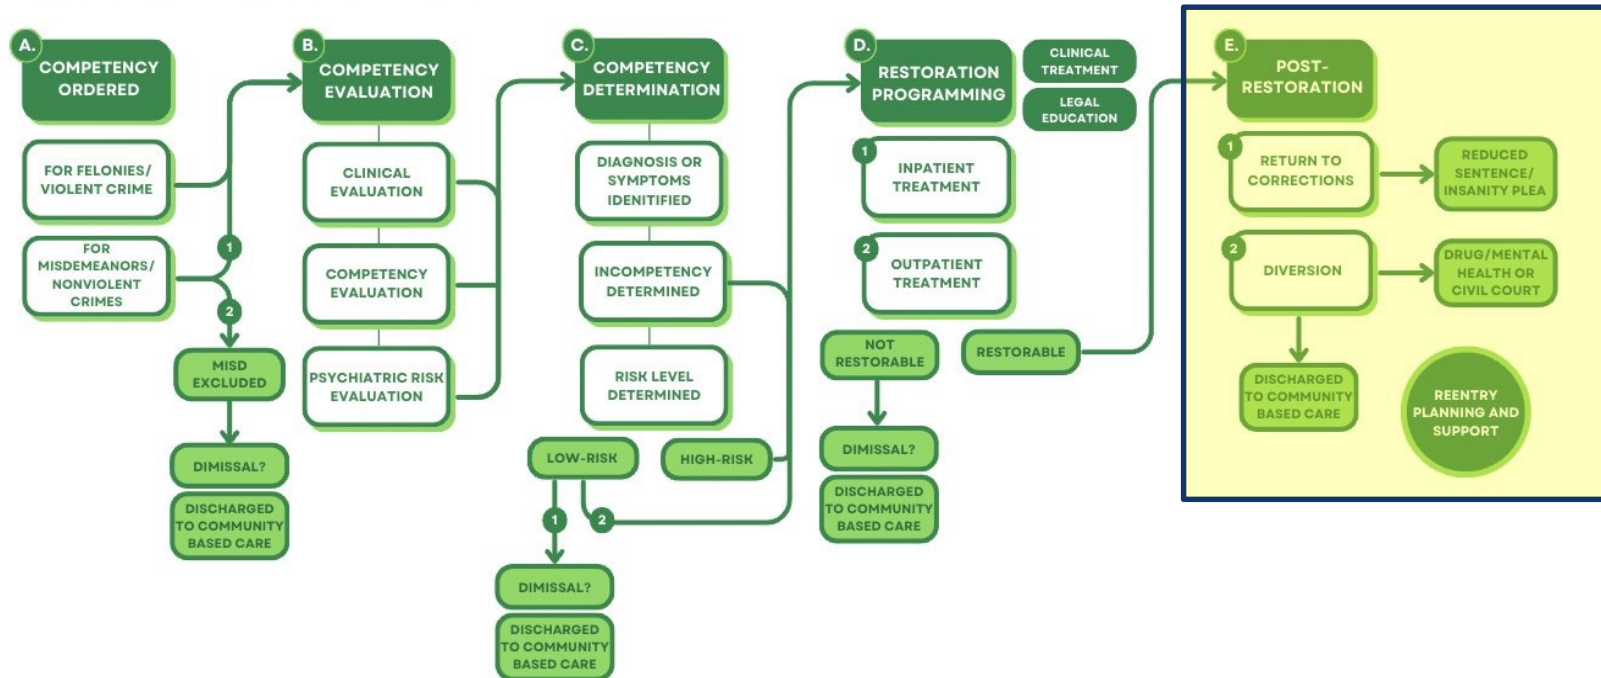 A.
COMPETENCY
ORDERED
FOR FELONIES/
VIOLENT CRIME
FOR
MISDEMEANORS/
NONVIOLENT
CRIMES
1
2
MISD
EXCLUDED
DIMISSAL?
DISCHARGED
TO COMMUNITY
BASED CARE
B.
COMPETENCY
EVALUATION
CLINICAL
EVALUATION
COMPETENCY
EVALUATION
PSYCHIATRIC RISK
EVALUATION
C.
COMPETENCY
DETERMINATION
DIAGNOSIS OR
SYMPTOMS
IDENITIFIED
INCOMPETENCY
DETERMINED
RISK LEVEL
DETERMINED
LOW-RISK
HIGH-RISK
1
2
DIMISSAL?
DISCHARGED
TO COMMUNITY
BASED CARE
D.
RESTORATION
PROGRAMMING
CLINICAL
TREATMENT
LEGAL
EDUCATION
1
INPATIENT
TREATMENT
2
OUTPATIENT
TREATMENT
NOT
RESTORABLE
RESTORABLE
DIMISSAL?
DISCHARGED
TO COMMUNITY
BASED CARE
E.
POST-
RESTORATION
1
RETURN TO
CORRECTIONS
REDUCED
SENTENCE/
INSANITY PLEA
2
DIVERSION
DRUG/MENTAL
HEALTH OR
CIVIL COURT
DISCHARGED
TO COMMUNITY
BASED CARE
REENTRY
PLANNING AND
SUPPORT